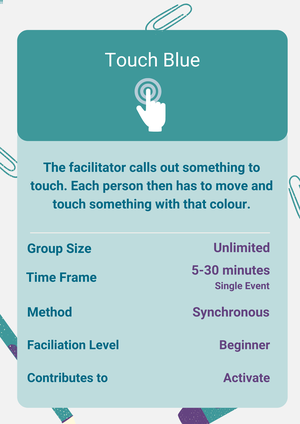 Touch Blue
The facilitator calls out something to
touch. Each person then has to move and
touch something with that colour.
Group Size Unlimited
Time Frame 5-30 minutes
Single Event
Method Synchronous
Faciliation Level Beginner
Contributes to Activate